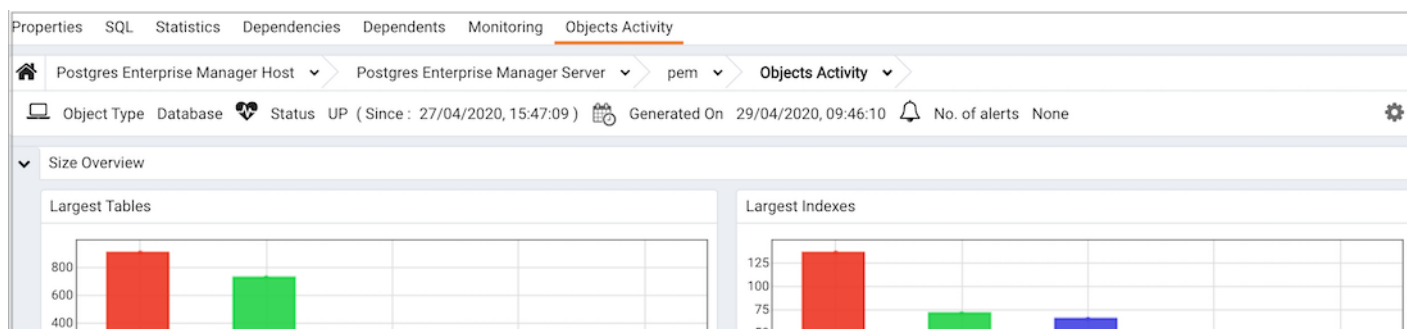 Properties SQL Statistics Dependencies Dependents Monitoring Objects Activity
Postgres Enterprise Manager Host Postgres Enterprise Manager Server pem Objects Activity
Object Type Database Status UP ( Since : 27/04/2020, 15:47:09 ) Generated On 29/04/2020, 09:46:10 No. of alerts None
Size Overview
Largest Tables Largest Indexes
800 125
600 100
400 75